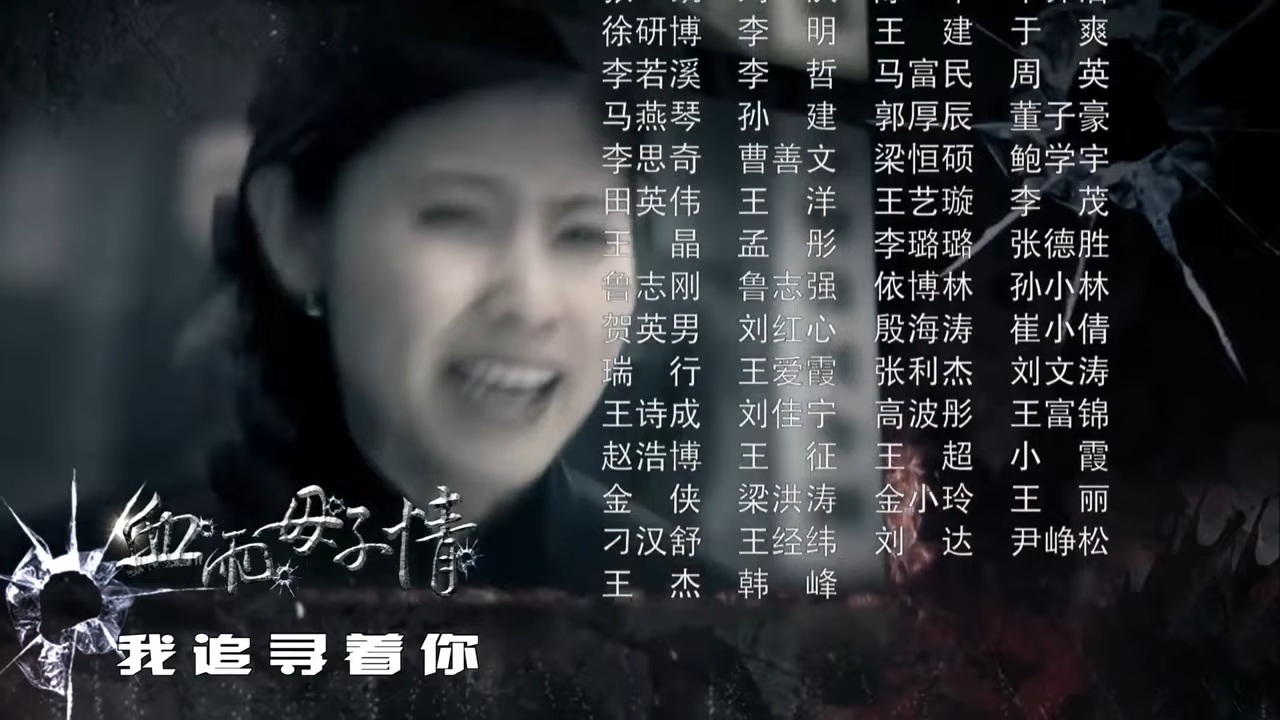 徐研博 李明 王建 于爽
李若溪 李哲 马富民 周英
马燕琴 孙建 郭厚辰 董子豪
李思奇 曹善文 梁恒硕 鲍学宇
田英伟 王洋 王艺璇 李茂
王晶 孟彤 李璐璐 张德胜
鲁志刚 鲁志强 依博林 孙小林
贺英男 刘红心 殷海涛 崔小倩
瑞行 王爱霞 张利杰 刘文涛
王诗成 刘佳宁 高波彤 王富锦
赵浩博 王征 王超 小霞
金侠 梁洪涛 金小玲 王丽
刁汉舒 王经纬 刘达 尹峥松
王杰 韩峰
血雨母子情
我追寻着你